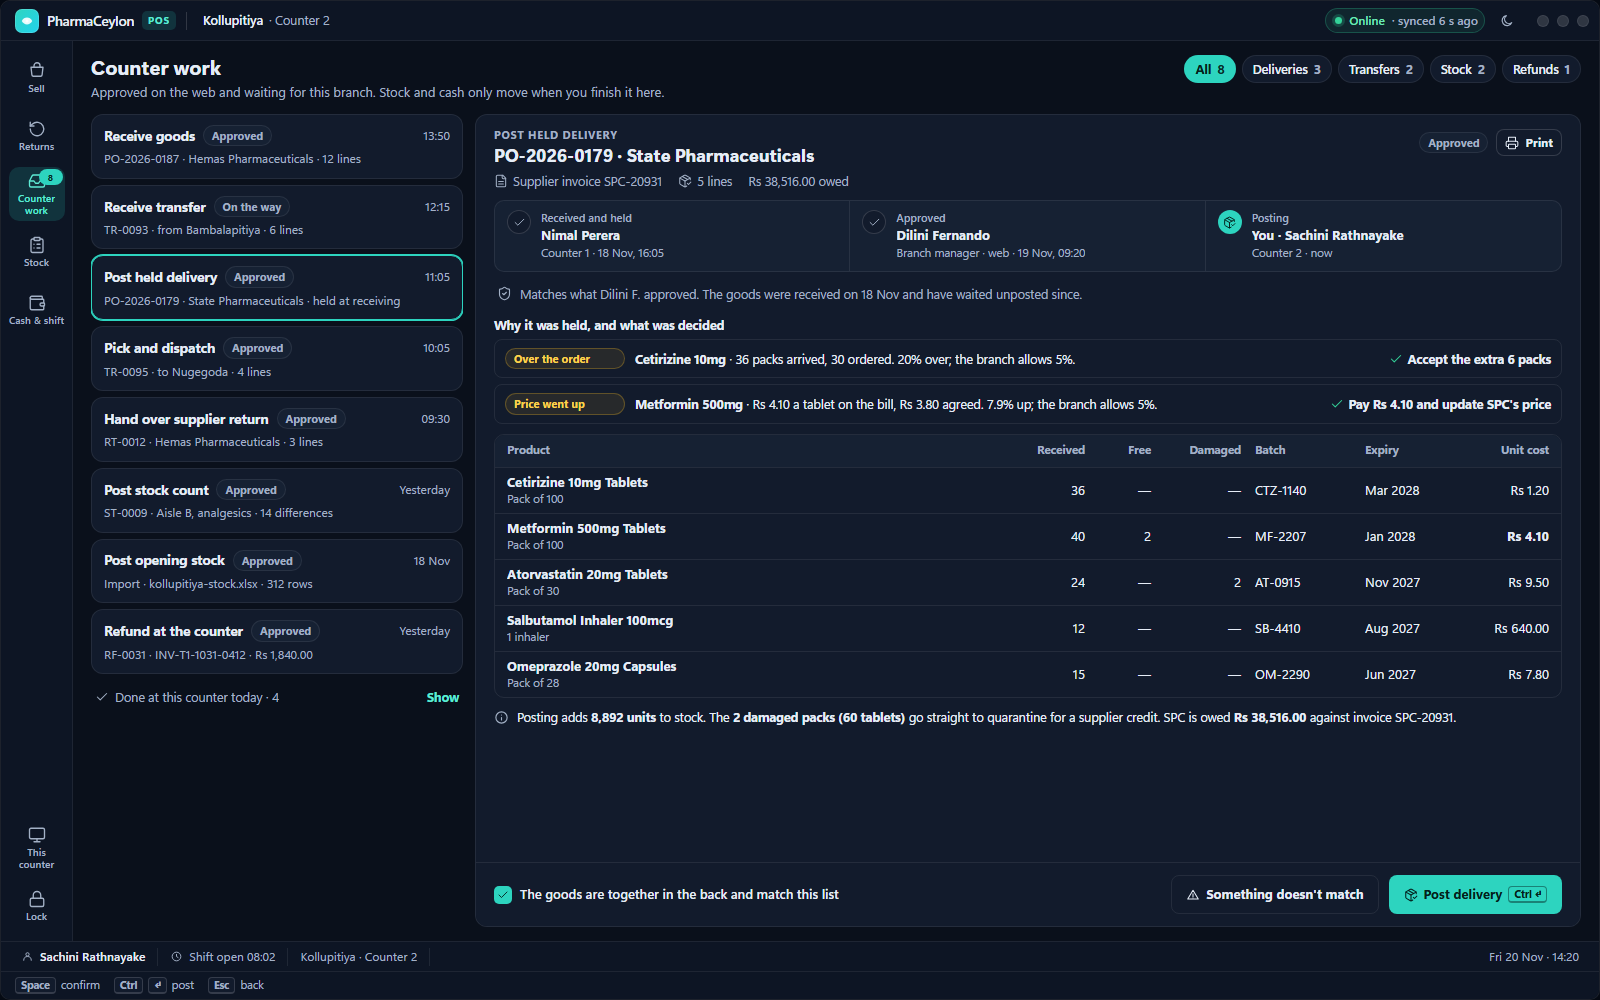 PharmaCeylon POS Kollupitiya · Counter 2
Online · synced 6 s ago
Sell
Returns
8
Counter work
Stock
Cash & shift
This counter
Lock
Counter work
Approved on the web and waiting for this branch. Stock and cash only move when you finish it here.
All 8 Deliveries 3 Transfers 2 Stock 2 Refunds 1
Receive goods Approved 13:50
PO-2026-0187 · Hemas Pharmaceuticals · 12 lines
Receive transfer On the way 12:15
TR-0093 · from Bambalapitiya · 6 lines
Post held delivery Approved 11:05
PO-2026-0179 · State Pharmaceuticals · held at receiving
Pick and dispatch Approved 10:05
TR-0095 · to Nugegoda · 4 lines
Hand over supplier return Approved 09:30
RT-0012 · Hemas Pharmaceuticals · 3 lines
Post stock count Approved Yesterday
ST-0009 · Aisle B, analgesics · 14 differences
Post opening stock Approved 18 Nov
Import · kollupitiya-stock.xlsx · 312 rows
Refund at the counter Approved Yesterday
RF-0031 · INV-T1-1031-0412 · Rs 1,840.00
Done at this counter today · 4 Show
POST HELD DELIVERY
PO-2026-0179 · State Pharmaceuticals
Approved Print
Supplier invoice SPC-20931 5 lines Rs 38,516.00 owed
Received and held
Nimal Perera
Counter 1 · 18 Nov, 16:05
Approved
Dilini Fernando
Branch manager · web · 19 Nov, 09:20
Posting
You · Sachini Rathnayake
Counter 2 · now
Matches what Dilini F. approved. The goods were received on 18 Nov and have waited unposted since.
Why it was held, and what was decided
Over the order Cetirizine 10mg · 36 packs arrived, 30 ordered. 20% over; the branch allows 5%. Accept the extra 6 packs
Price went up Metformin 500mg · Rs 4.10 a tablet on the bill, Rs 3.80 agreed. 7.9% up; the branch allows 5%. Pay Rs 4.10 and update SPC's price
Product Received Free Damaged Batch Expiry Unit cost
Cetirizine 10mg Tablets
Pack of 100
36 — — CTZ-1140 Mar 2028 Rs 1.20
Metformin 500mg Tablets
Pack of 100
40 2 — MF-2207 Jan 2028 Rs 4.10
Atorvastatin 20mg Tablets
Pack of 30
24 — 2 AT-0915 Nov 2027 Rs 9.50
Salbutamol Inhaler 100mcg
1 inhaler
12 — — SB-4410 Aug 2027 Rs 640.00
Omeprazole 20mg Capsules
Pack of 28
15 — — OM-2290 Jun 2027 Rs 7.80
Posting adds 8,892 units to stock. The 2 damaged packs (60 tablets) go straight to quarantine for a supplier credit. SPC is owed Rs 38,516.00 against invoice SPC-20931.
The goods are together in the back and match this list
Something doesn't match
Post delivery Ctrl ↵
Sachini Rathnayake Shift open 08:02 Kollupitiya · Counter 2 Fri 20 Nov · 14:20
Space confirm Ctrl ↵ post Esc back